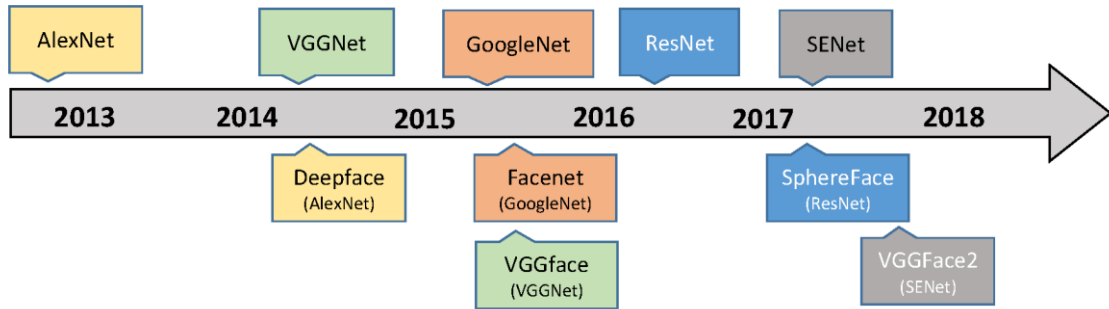 AlexNet
VGGNet
GoogleNet
ResNet
SENet
2013
2014
2015
2016
2017
2018
Deepface
(AlexNet)
Facenet
(GoogleNet)
SphereFace
(ResNet)
VGGface
(VGGNet)
VGGFace2
(SENet)